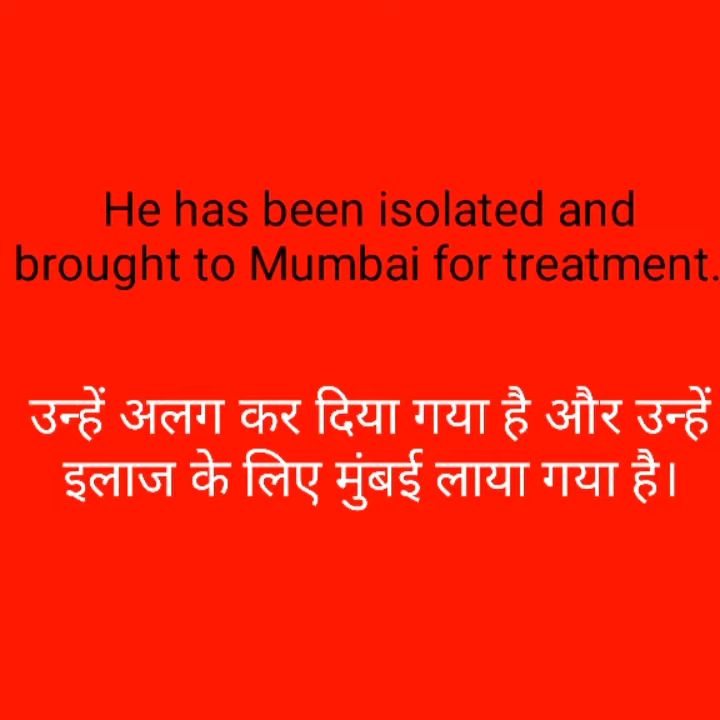 He has been isolated and
brought to Mumbai for treatment.
उन्हें अलग कर दिया गया है और उन्हें
इलाज के लिए मुंबई लाया गया है।